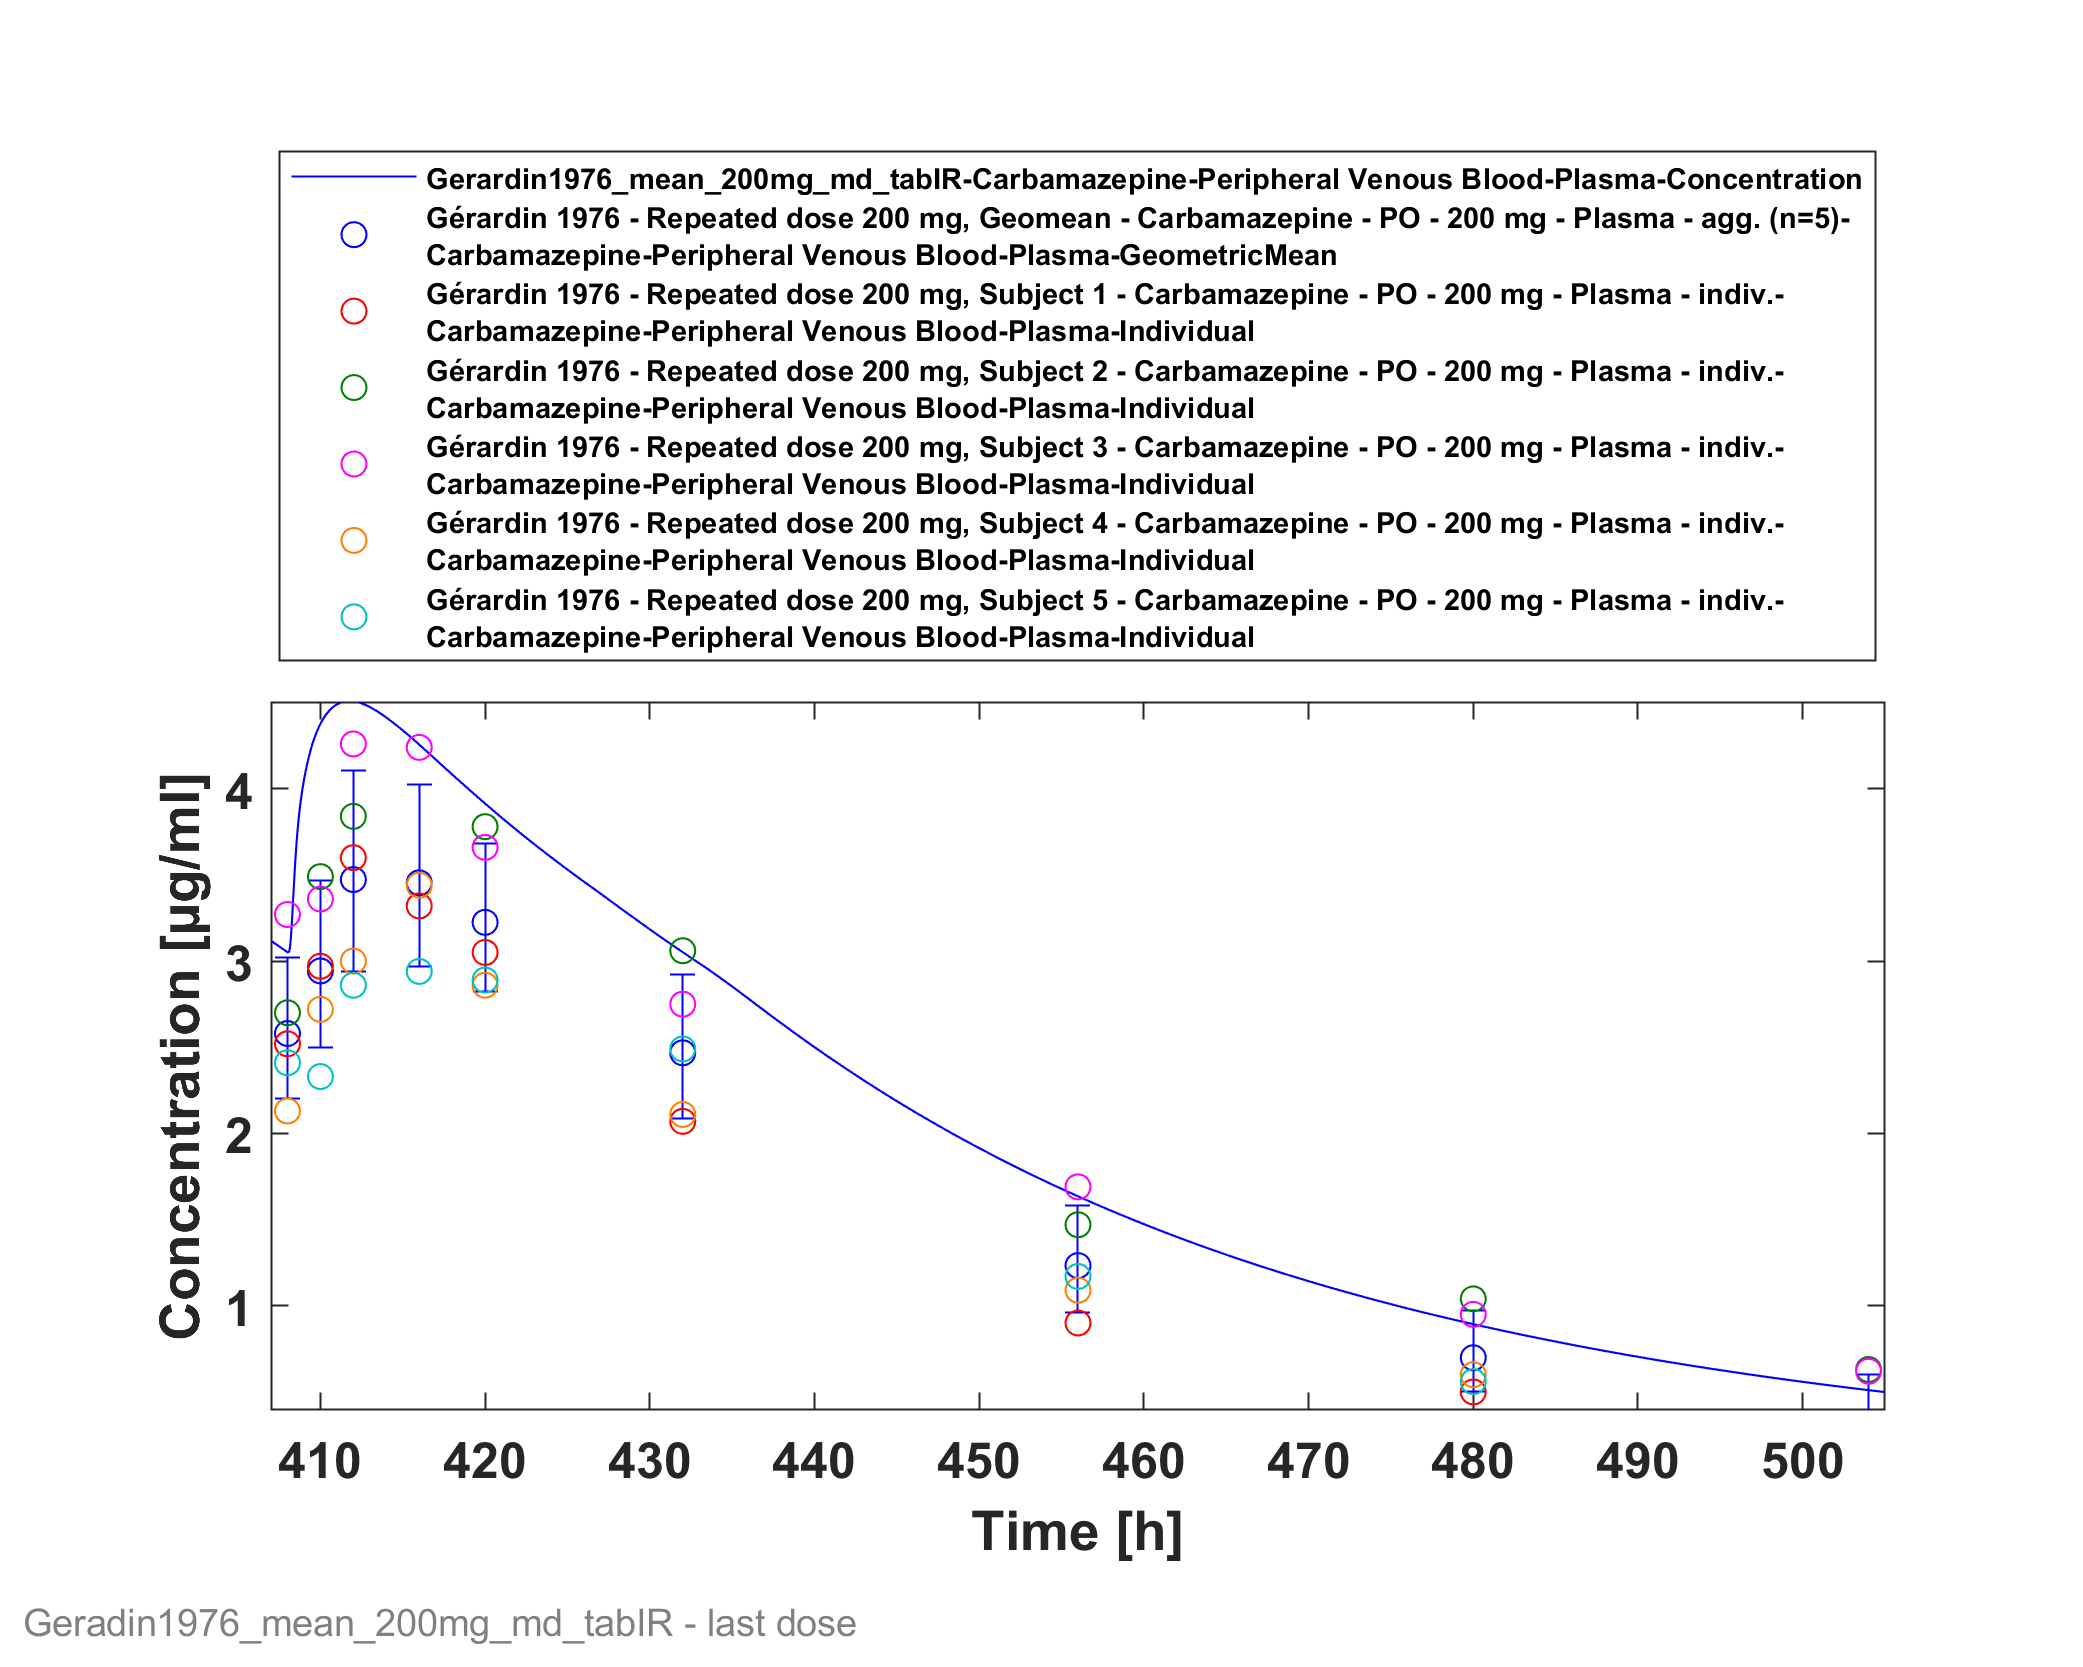 Gerardin1976_mean_200mg_md_tabIR-Carbamazepine-Peripheral Venous Blood-Plasma-Concentration
Gérardin 1976 - Repeated dose 200 mg, Geomean - Carbamazepine - PO - 200 mg - Plasma - agg. (n=5)-
Carbamazepine-Peripheral Venous Blood-Plasma-GeometricMean
Gérardin 1976 - Repeated dose 200 mg, Subject 1 - Carbamazepine - PO - 200 mg - Plasma - indiv.-
Carbamazepine-Peripheral Venous Blood-Plasma-Individual
Gérardin 1976 - Repeated dose 200 mg, Subject 2 - Carbamazepine - PO - 200 mg - Plasma - indiv.-
Carbamazepine-Peripheral Venous Blood-Plasma-Individual
Gérardin 1976 - Repeated dose 200 mg, Subject 3 - Carbamazepine - PO - 200 mg - Plasma - indiv.-
Carbamazepine-Peripheral Venous Blood-Plasma-Individual
Gérardin 1976 - Repeated dose 200 mg, Subject 4 - Carbamazepine - PO - 200 mg - Plasma - indiv.-
Carbamazepine-Peripheral Venous Blood-Plasma-Individual
Gérardin 1976 - Repeated dose 200 mg, Subject 5 - Carbamazepine - PO - 200 mg - Plasma - indiv.-
Carbamazepine-Peripheral Venous Blood-Plasma-Individual
Concentration [µg/ml]
4
3
2
1
410 420 430 440 450 460 470 480 490 500
Time [h]
Geradin1976_mean_200mg_md_tabIR - last dose